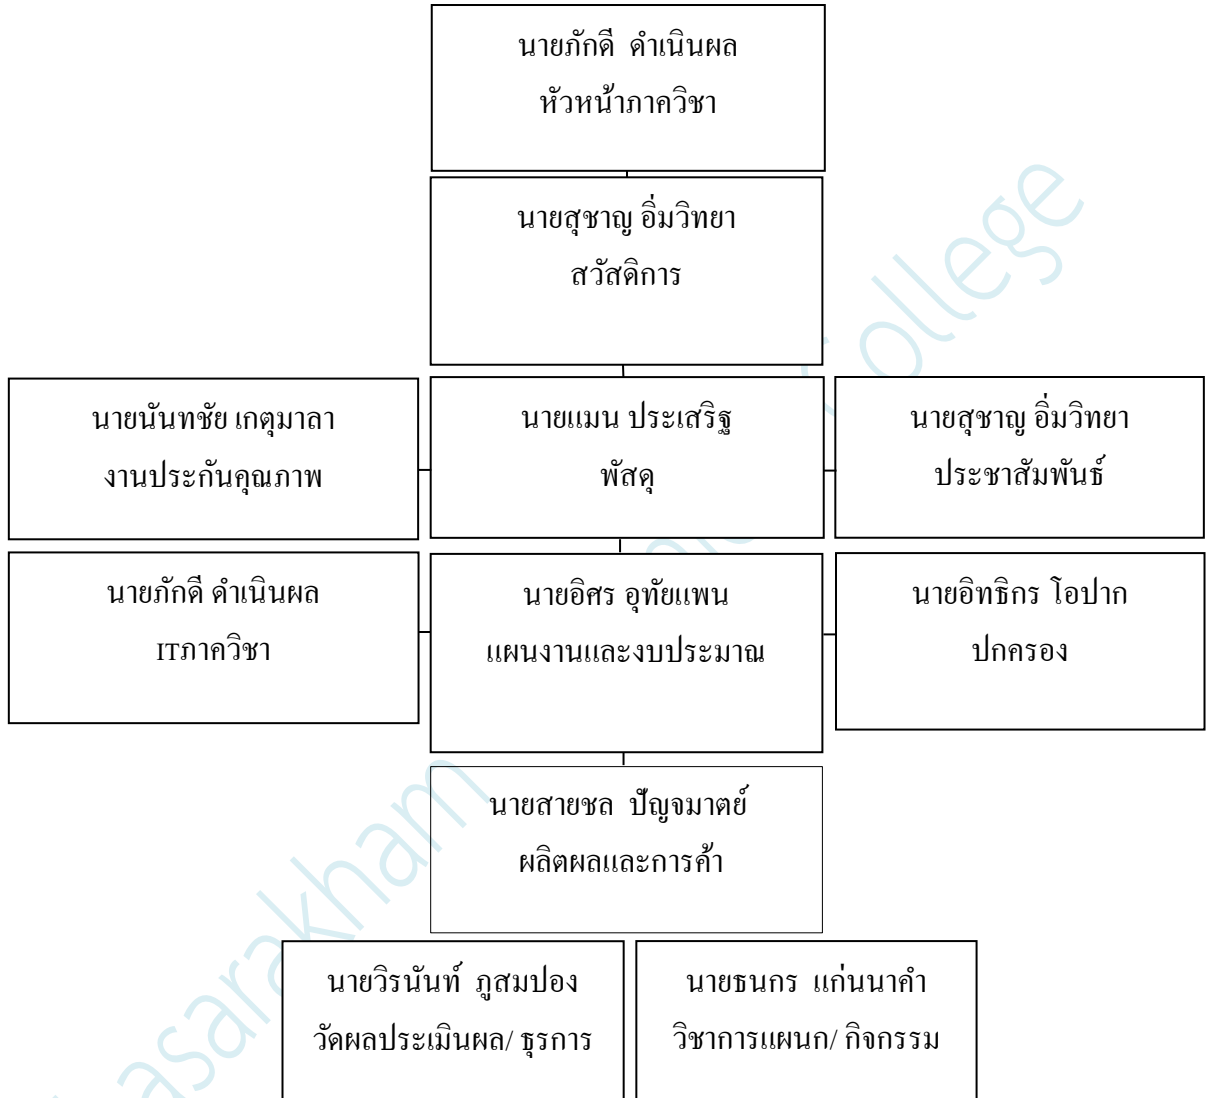 นายภักดี ดำเนินผล
หัวหน้าภาควิชา
นายสุชาญ อิ่มวิทยา
สวัสดิการ
นายนันทชัย เกตุมาลา
งานประกันคุณภาพ
นายแมน ประเสริฐ
พัสดุ
นายสุชาญ อิ่มวิทยา
ประชาสัมพันธ์
นายภักดี ดำเนินผล
ITภาควิชา
นายอิศร อุทัยแพน
แผนงานและงบประมาณ
นายอิทธิกร โอปาก
ปกครอง
นายสายชล ปัญจมาตย์
ผลิตผลและการค้า
นายวิรนันท์ ภูสมปอง
วัดผลประเมินผล/ ธุรการ
นายธนกร แก่นนาคำ
วิชาการแผนก/ กิจกรรม